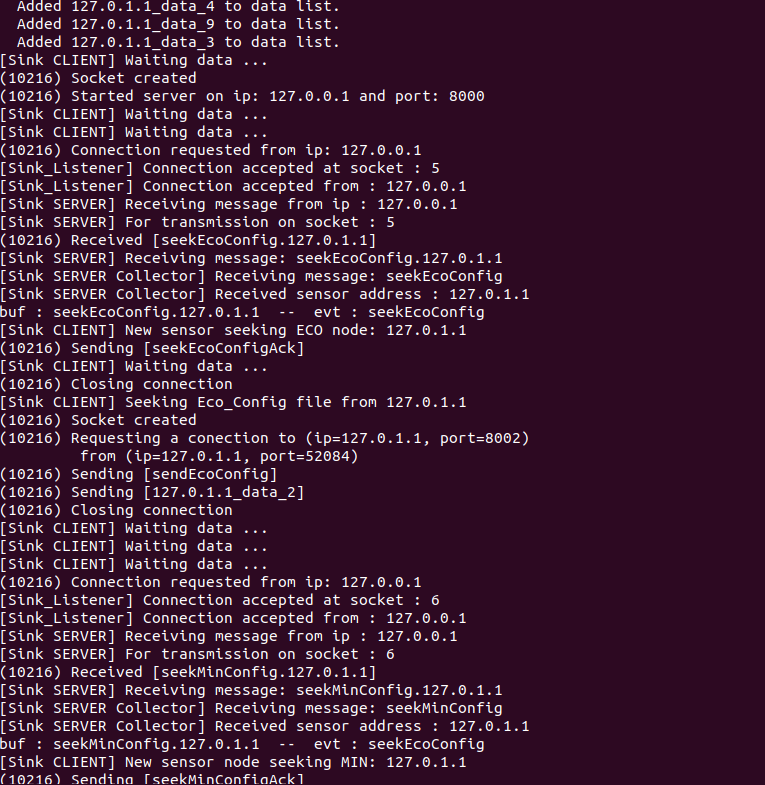 Added 127.0.1.1_data_4 to data list.
Added 127.0.1.1_data_9 to data list.
Added 127.0.1.1_data_3 to data list.
[Sink CLIENT] Waiting data ...
(10216) Socket created
(10216) Started server on ip: 127.0.0.1 and port: 8000
[Sink CLIENT] Waiting data ...
[Sink CLIENT] Waiting data ...
(10216) Connection requested from ip: 127.0.0.1
[Sink_Listener] Connection accepted at socket : 5
[Sink_Listener] Connection accepted from : 127.0.0.1
[Sink SERVER] Receiving message from ip : 127.0.0.1
[Sink SERVER] For transmission on socket : 5
(10216) Received [seekEcoConfig.127.0.1.1]
[Sink SERVER] Receiving message: seekEcoConfig.127.0.1.1
[Sink SERVER Collector] Receiving message: seekEcoConfig
[Sink SERVER Collector] Received sensor address : 127.0.1.1
buf : seekEcoConfig.127.0.1.1  --  evt : seekEcoConfig
[Sink CLIENT] New sensor seeking ECO node: 127.0.1.1
(10216) Sending [seekEcoConfigAck]
[Sink CLIENT] Waiting data ...
(10216) Closing connection
[Sink CLIENT] Seeking Eco_Config file from 127.0.1.1
(10216) Socket created
(10216) Requesting a conection to (ip=127.0.1.1, port=8002)
from (ip=127.0.1.1, port=52084)
(10216) Sending [sendEcoConfig]
(10216) Sending [127.0.1.1_data_2]
(10216) Closing connection
[Sink CLIENT] Waiting data ...
[Sink CLIENT] Waiting data ...
[Sink CLIENT] Waiting data ...
(10216) Connection requested from ip: 127.0.0.1
[Sink_Listener] Connection accepted at socket : 6
[Sink_Listener] Connection accepted from : 127.0.0.1
[Sink SERVER] Receiving message from ip : 127.0.0.1
[Sink SERVER] For transmission on socket : 6
(10216) Received [seekMinConfig.127.0.1.1]
[Sink SERVER] Receiving message: seekMinConfig.127.0.1.1
[Sink SERVER Collector] Receiving message: seekMinConfig
[Sink SERVER Collector] Received sensor address : 127.0.1.1
buf : seekMinConfig.127.0.1.1  --  evt : seekEcoConfig
[Sink CLIENT] New sensor node seeking MIN: 127.0.1.1
(10216) Sending [seekMinConfigAck]